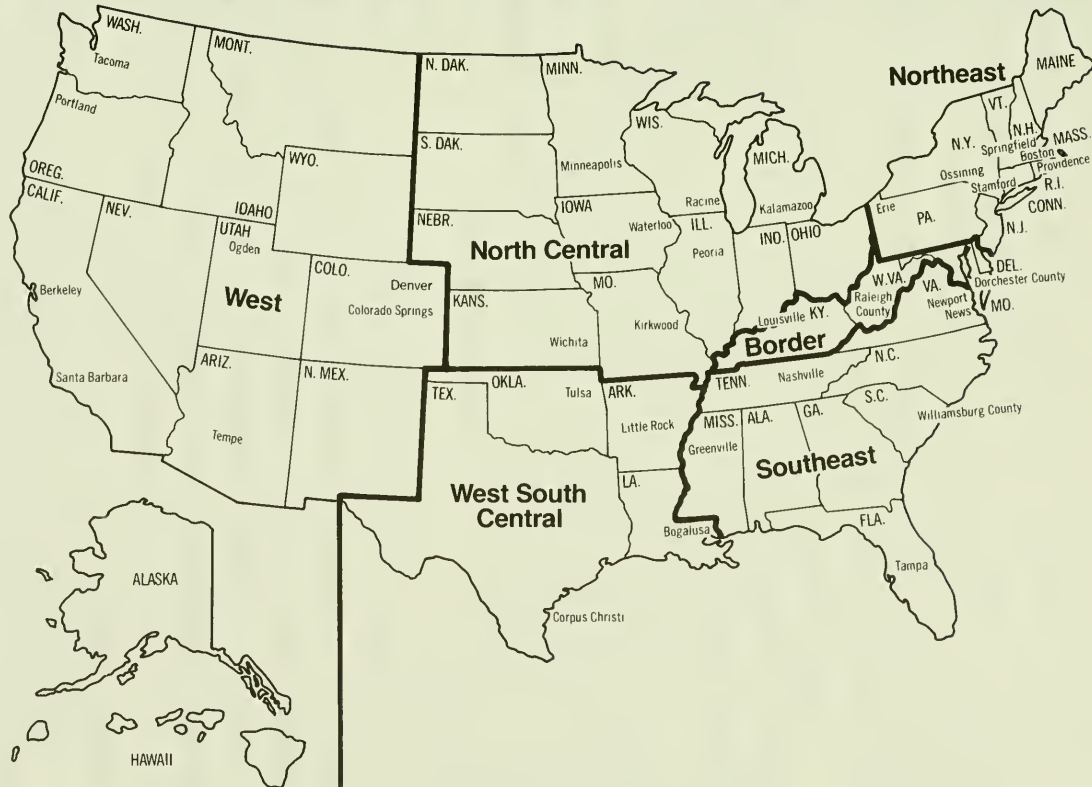 WASH.
Tacoma
MONT.
N. DAK.
MINN.
Northeast
MAINE
Portland
VT.
WIS.
N.H.
MASS.
N.Y.
Springfield
Boston
OREG.
WYO.
S. DAK.
Minneapolis
MICH.
Ossining
Providence
Stamford
R.I.
CALIF.
NEV.
IDAHO
UTAH
Ogden
NEBR.
IOWA
Waterloo
Racine
Kalamazoo
ILL.
Erie
PA.
CONN.
N.J.
North Central
Peoria
IND.
OHIO
COLO.
Denver
Colorado Springs
W.VA.
VA.
DEL.
Dorchester County
Berkeley
West
KANS.
MO.
Raleigh
County
Newport
News
MD.
Wichita
Kirkwood
Louisville
KY.
Border
ARIZ.
N. MEX.
N.C.
Santa Barbara
TEX.
OKLA.
Tulsa
ARK.
TENN.
Nashville
S.C.
Tempe
Little Rock
MISS.
ALA.
GA.
Williamsburg County
Greenville
Southeast
LA.
West South
Central
Bogalusa
FLA.
Tampa
ALASKA
Corpus Christi
HAWAII